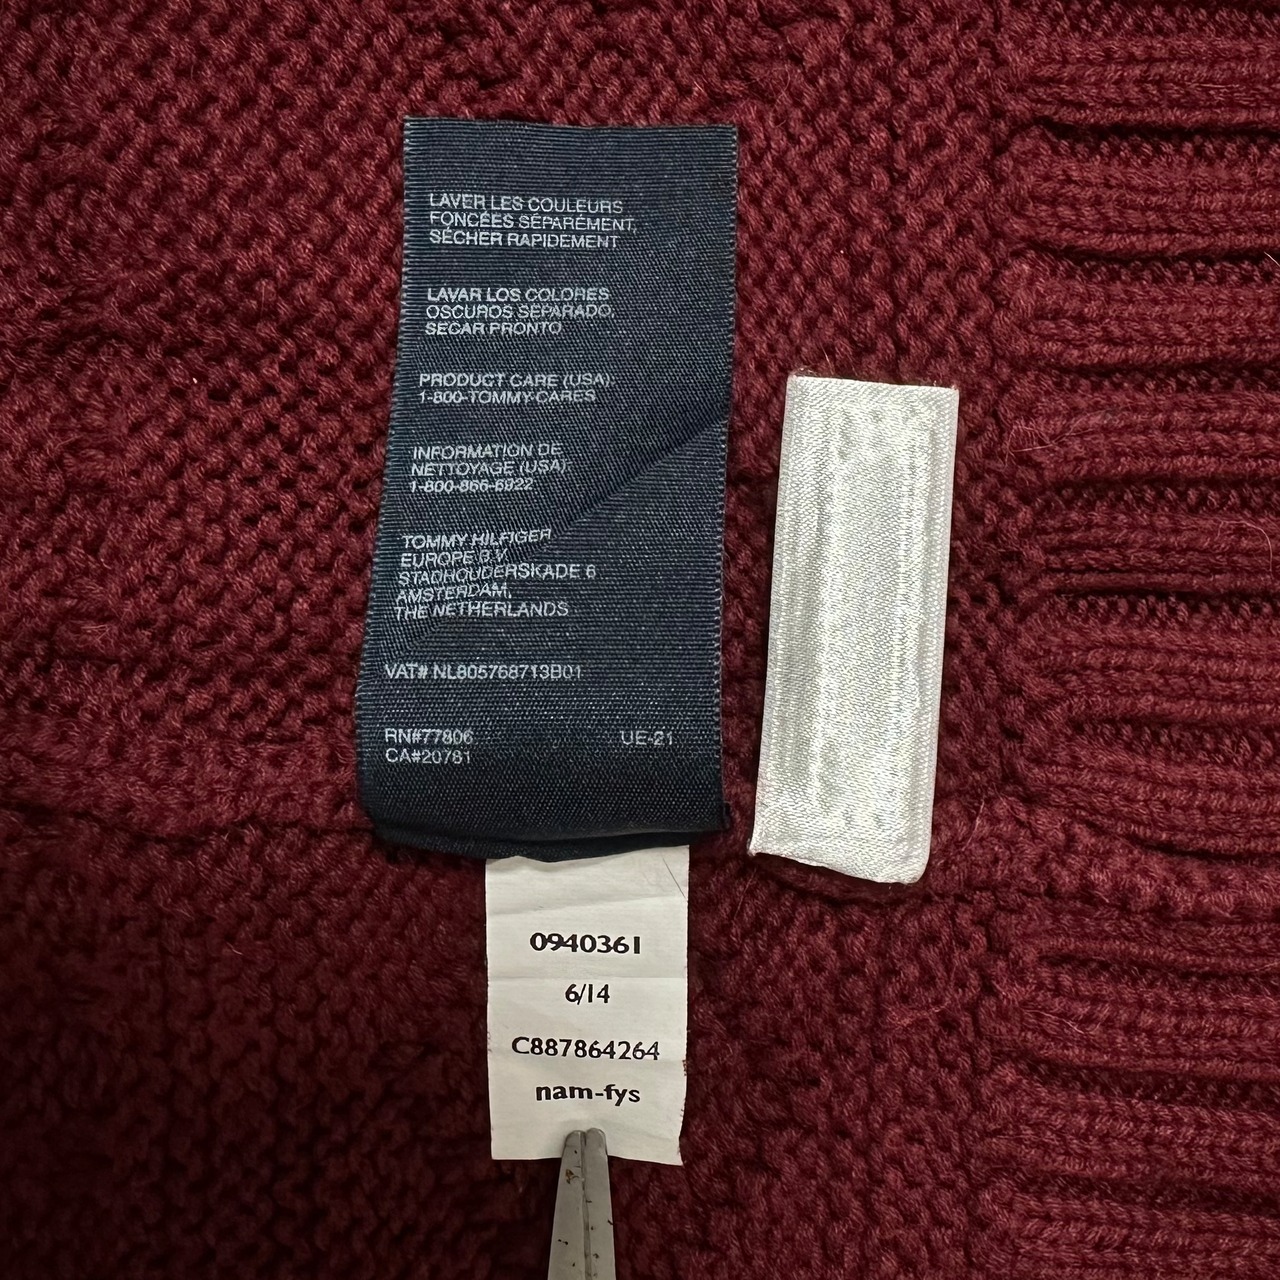 LAVER LES COULEURS
FONCÉES SÉPARÉMENT,
SÉCHER RAPIDEMENT
LAVAR LOS COLORES
OSCUROS SEPARADO,
SECAR PRONTO
PRODUCT CARE (USA):
1-800-TOMMY-CARES
INFORMATION DE
NETTOYAGE (USA):
1-800-866-6922
TOMMY HILFIGER
EUROPE B.V.
STADHOUDERSKADE 6
AMSTERDAM,
THE NETHERLANDS
VAT# NL805768713B01
RN#77806 UE-21
CA#20781
0940361
6/14
C887864264
nam-fys